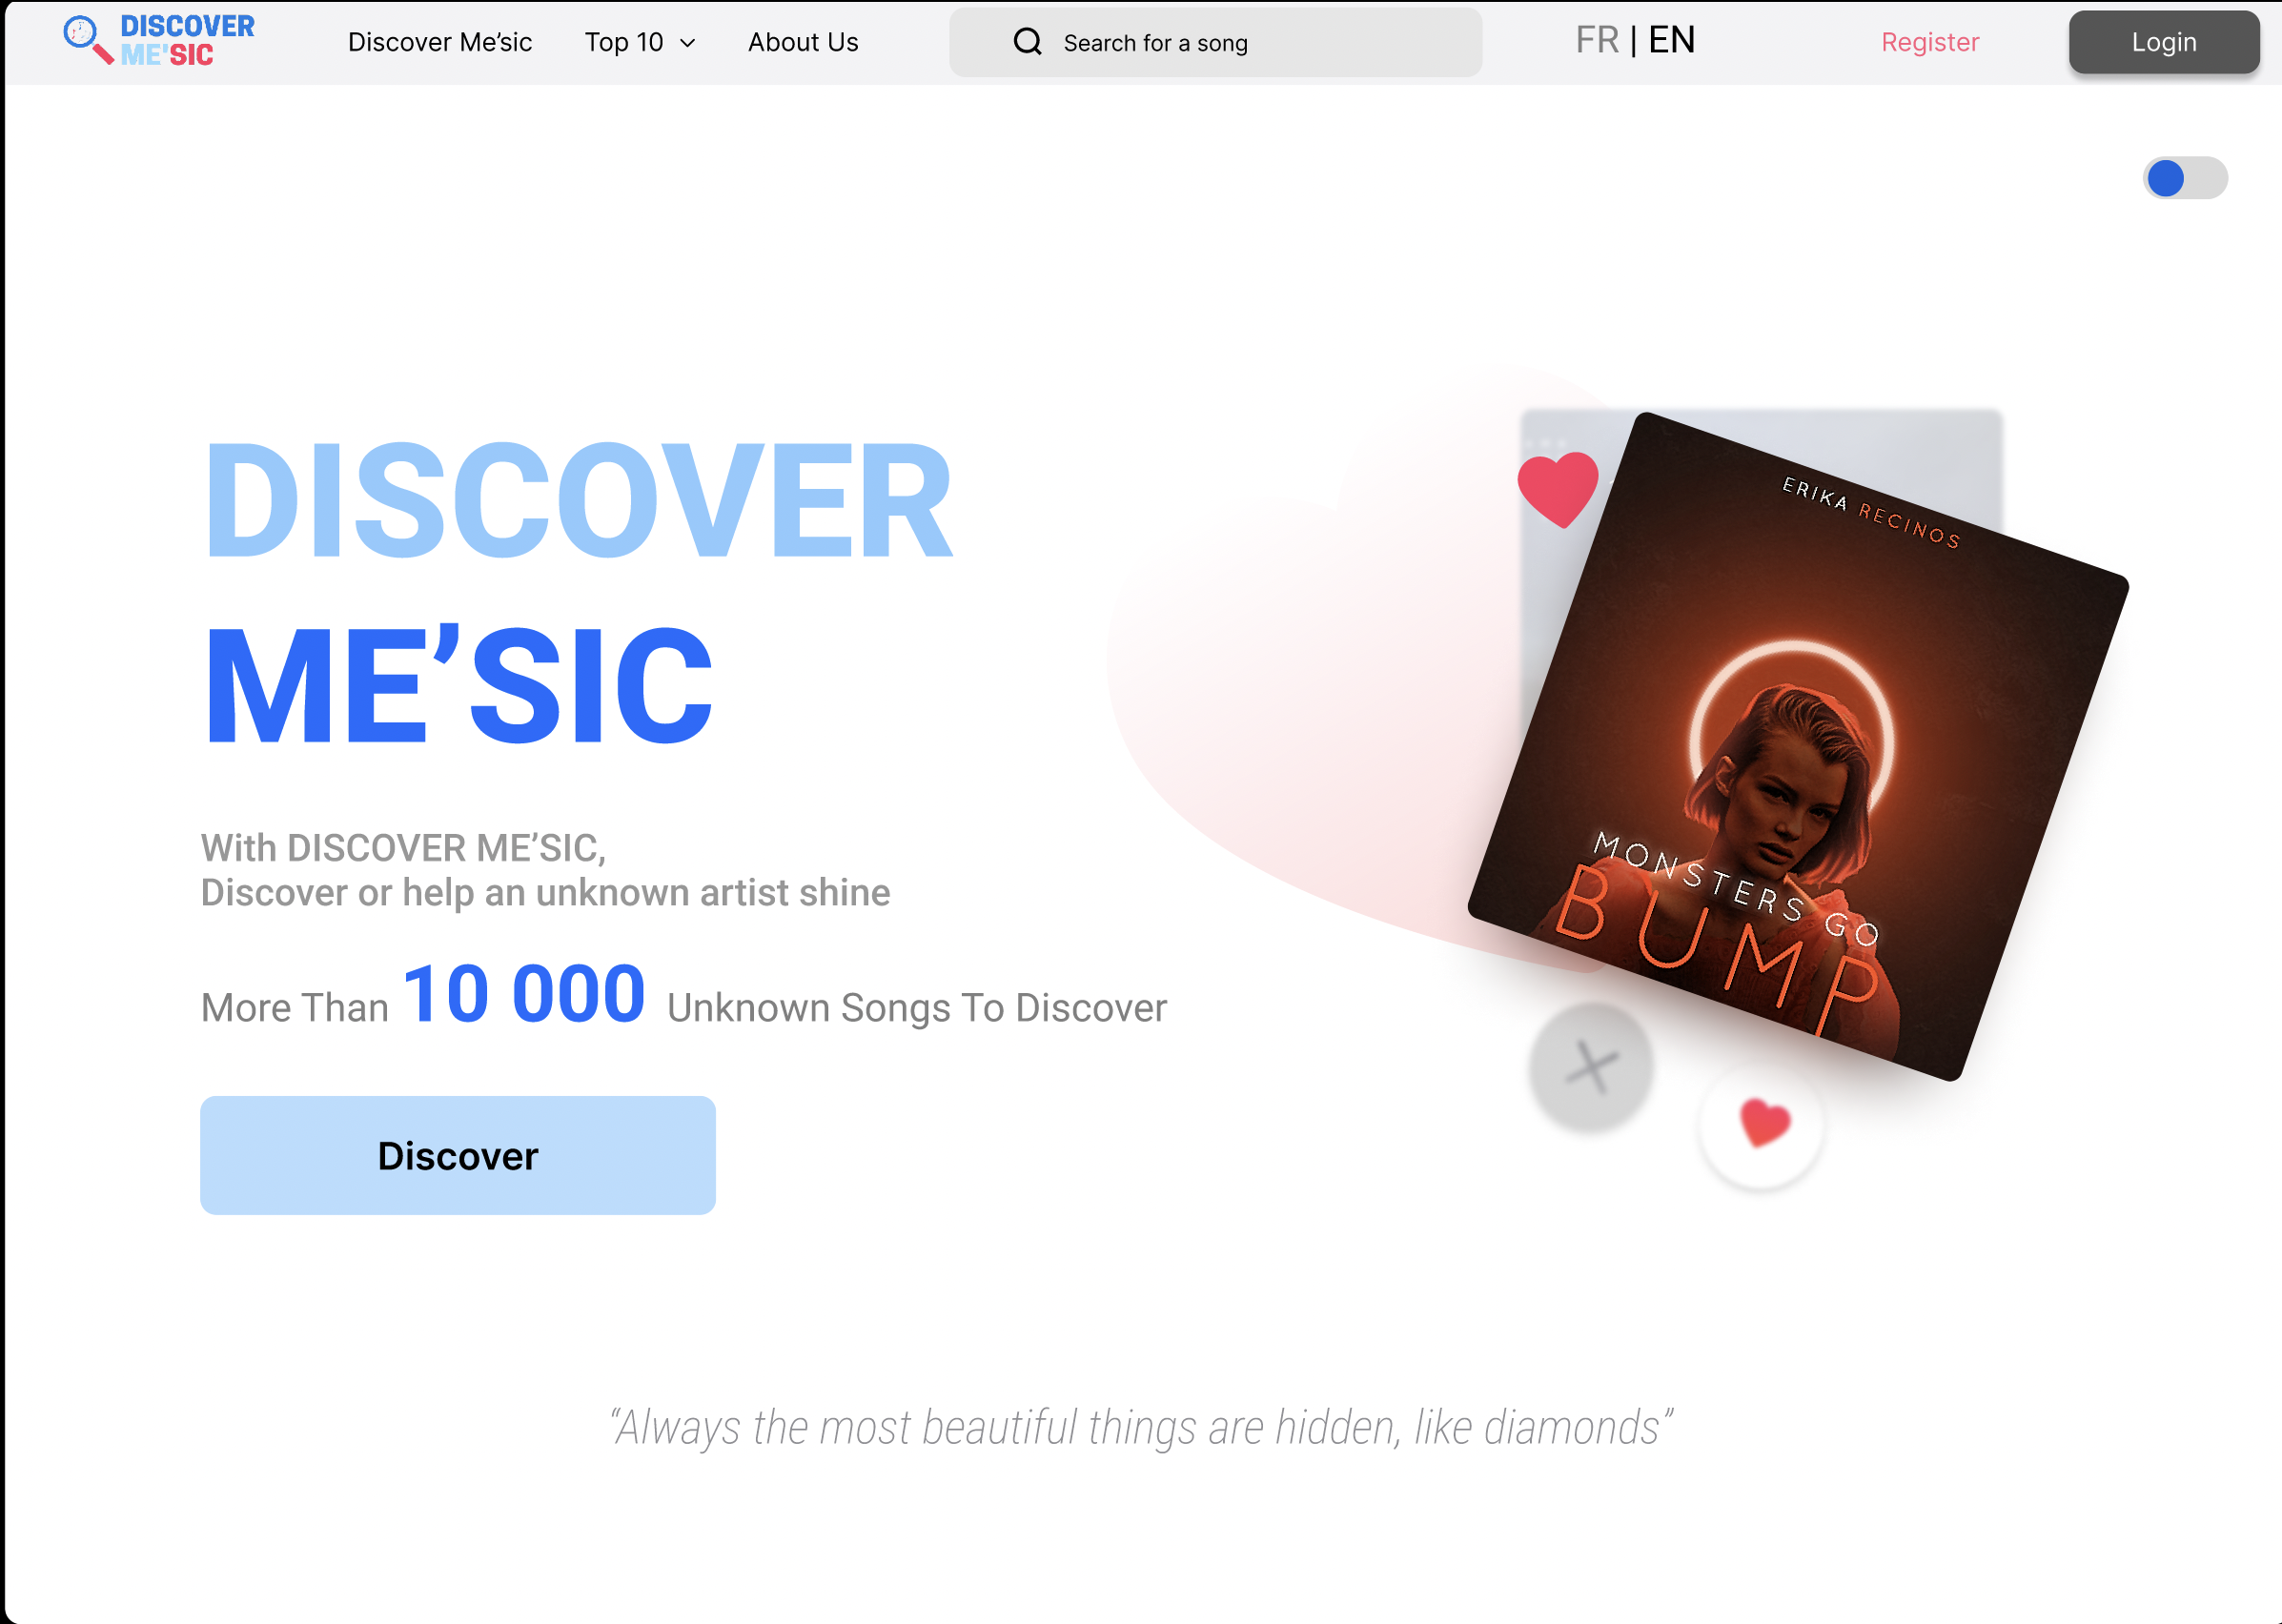 DISCOVER
ME'SIC
Discover Me’sic
Top 10
About Us
Search for a song
FR | EN
Register
Login
DISCOVER
ME’SIC
With DISCOVER ME’SIC,
Discover or help an unknown artist shine
More Than 10 000 Unknown Songs To Discover
Discover
ERIKA RECINOS
MONSTERS GO
BUMP
“Always the most beautiful things are hidden, like diamonds”